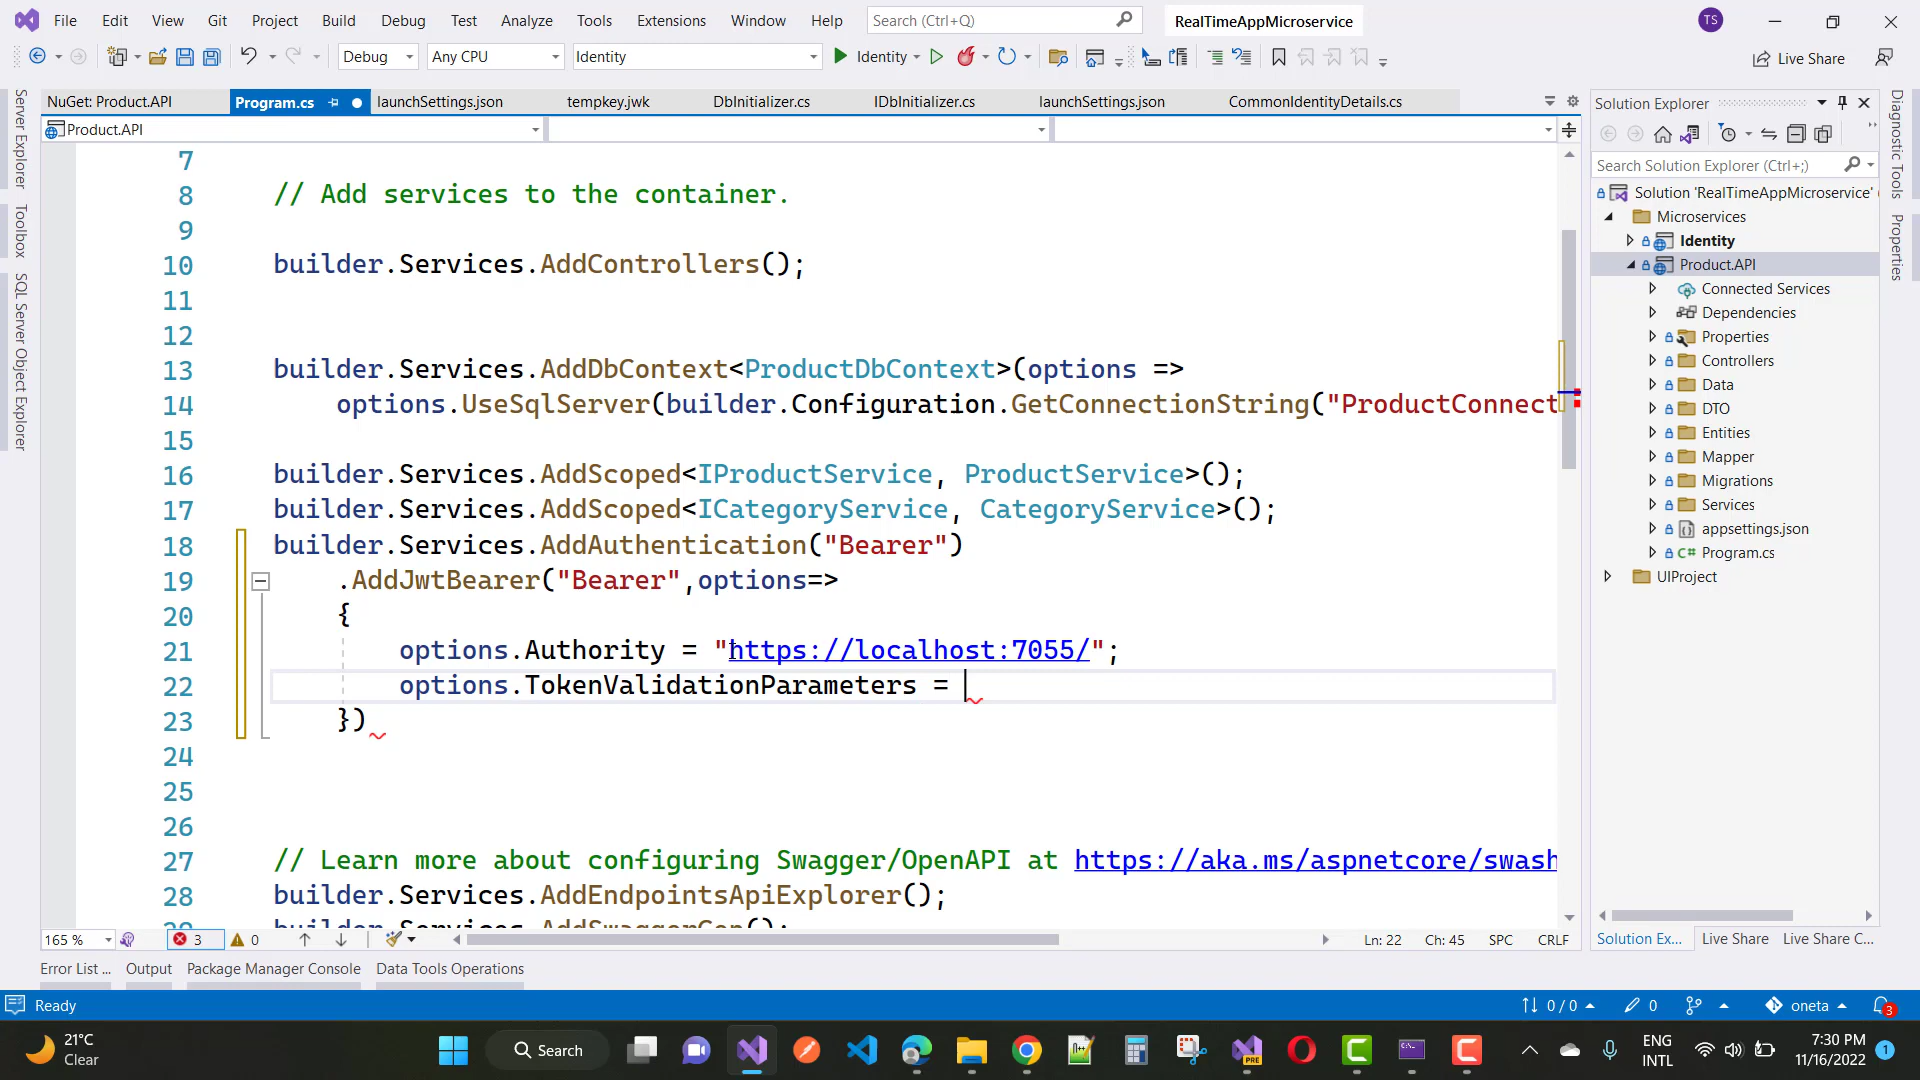 File Edit View Git Project Build Debug Test Analyze Tools Extensions Window Help Search (Ctrl+Q) RealTimeAppMicroservice TS
Debug Any CPU Identity Identity Live Share
NuGet: Product.API Program.cs launchSettings.json tempkey.jwk DbInitializer.cs IDbInitializer.cs launchSettings.json CommonIdentityDetails.cs
Product.API
Server Explorer
Toolbox
SQL Server Object Explorer
7
8 // Add services to the container.
9
10 builder.Services.AddControllers();
11
12
13 builder.Services.AddDbContext<ProductDbContext>(options =>
14 options.UseSqlServer(builder.Configuration.GetConnectionString("ProductConnect
15
16 builder.Services.AddScoped<IProductService, ProductService>();
17 builder.Services.AddScoped<ICategoryService, CategoryService>();
18 builder.Services.AddAuthentication("Bearer")
19 .AddJwtBearer("Bearer",options=>
20 {
21 options.Authority = "https://localhost:7055/";
22 options.TokenValidationParameters =
23 })
24
25
26
27 // Learn more about configuring Swagger/OpenAPI at https://aka.ms/aspnetcore/swash
28 builder.Services.AddEndpointsApiExplorer();
165 % 3 0 Ln: 22 Ch: 45 SPC CRLF
Error List ... Output Package Manager Console Data Tools Operations
Solution Explorer
Search Solution Explorer (Ctrl+;)
Solution 'RealTimeAppMicroservice' (
Microservices
Identity
Product.API
Connected Services
Dependencies
Properties
Controllers
Data
DTO
Entities
Mapper
Migrations
Services
appsettings.json
C# Program.cs
UIProject
Solution Ex... Live Share Live Share C...
Diagnostic Tools
Properties
Ready 0 / 0 0 oneta 3
21°C
Clear
Search
PRE
ENG
INTL
7:30 PM
11/16/2022
1